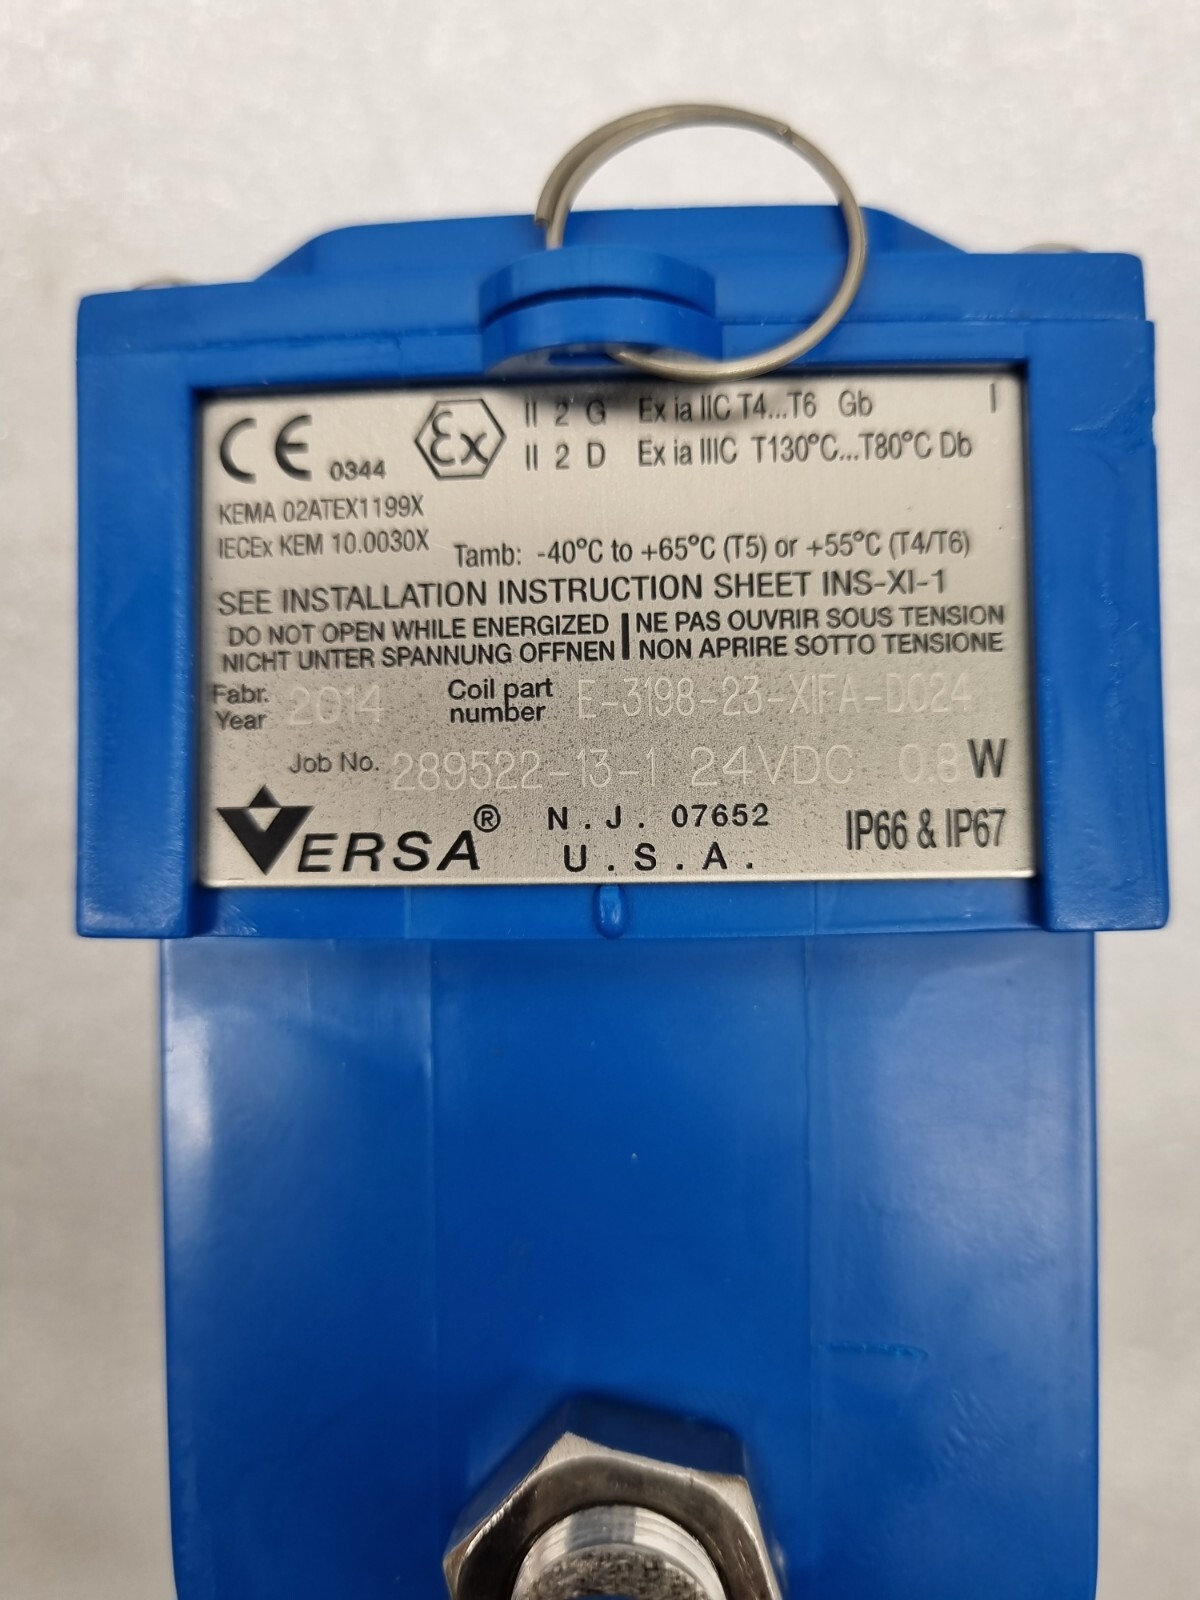 CE 0344 Ex II 2 G Ex ia IIC T4...T6 Gb I
II 2 D Ex ia IIIC T130°C...T80°C Db
KEMA 02ATEX1199X
IECEx KEM 10.0030X Tamb: -40°C to +65°C (T5) or +55°C (T4/T6)
SEE INSTALLATION INSTRUCTION SHEET INS-XI-1
DO NOT OPEN WHILE ENERGIZED | NE PAS OUVRIR SOUS TENSION
NICHT UNTER SPANNUNG OFFNEN | NON APRIRE SOTTO TENSIONE
Fabr. Year 2014 Coil part number E-3198-23-XIFA-D024
Job No. 289522-13-1 24VDC 0.8 W
VERSA® N.J. 07652 IP66 & IP67
U.S.A.